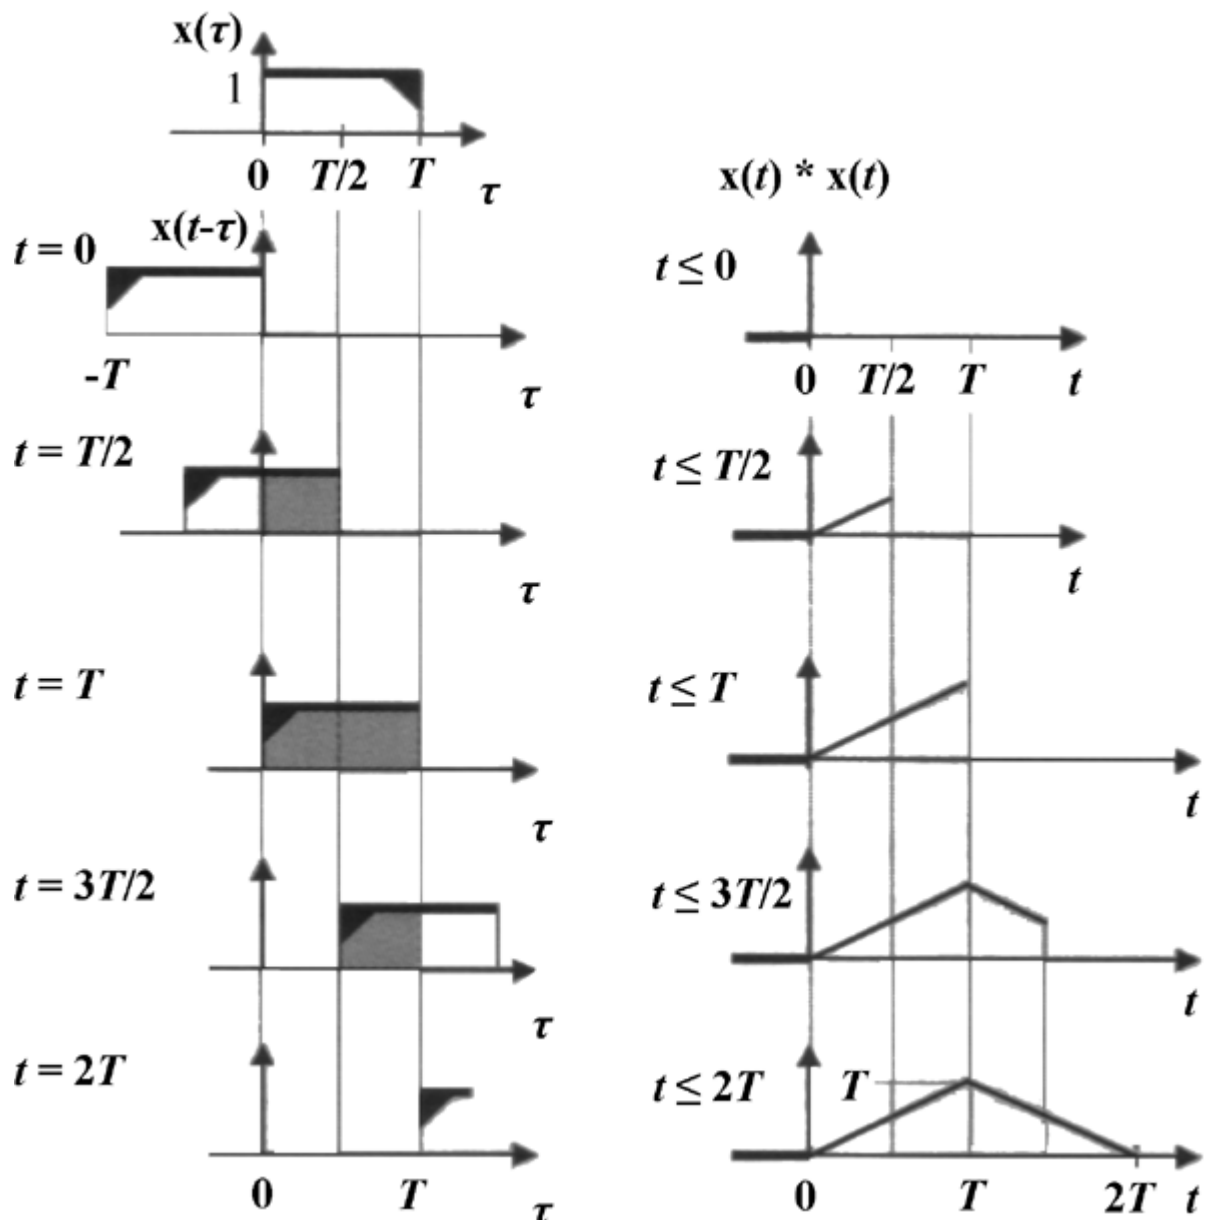 x(τ)
1
0 T/2 T τ
x(t) * x(t)
t = 0 x(t-τ)
-T
τ
t ≤ 0
0 T/2 T t
t = T/2
τ
t ≤ T/2
t
t = T
τ
t ≤ T
t
t = 3T/2
τ
t ≤ 3T/2
t
t = 2T
0 T τ
t ≤ 2T T
0 T 2T t